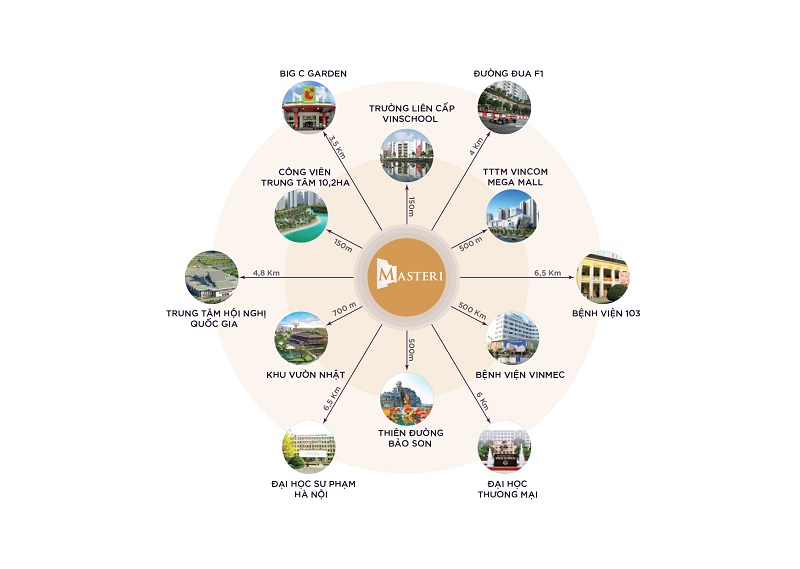 BIG C GARDEN
ĐƯỜNG ĐUA F1
TRƯỜNG LIÊN CẤP
VINSCHOOL
3,5 Km
4 Km
CÔNG VIÊN
TRUNG TÂM 10,2HA
TTTM VINCOM
MEGA MALL
150m
150m
500 m
MASTERI
4,8 Km
6,5 Km
TRUNG TÂM HỘI NGHỊ
QUỐC GIA
BỆNH VIỆN 103
700 m
500 Km
500m
KHU VƯỜN NHẬT
BỆNH VIỆN VINMEC
6,5 Km
6 Km
THIÊN ĐƯỜNG
BẢO SƠN
ĐẠI HỌC SƯ PHẠM
HÀ NỘI
ĐẠI HỌC
THƯƠNG MẠI